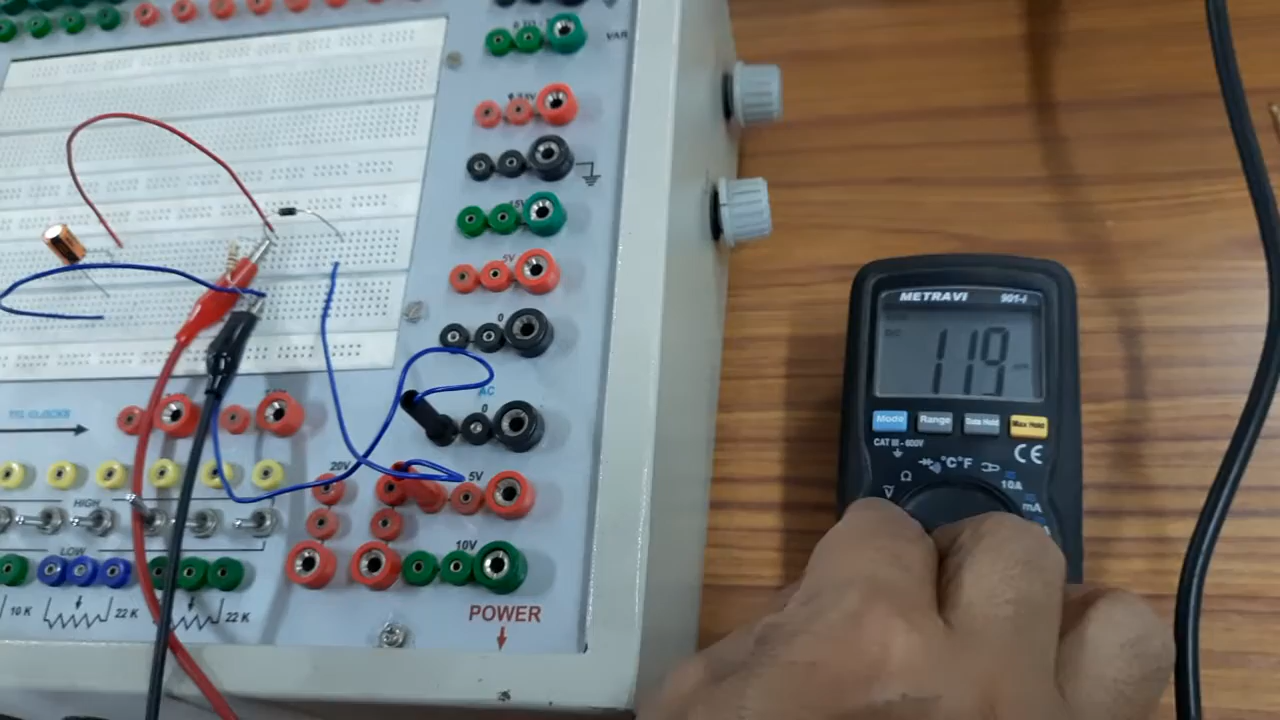 VAR
15V
5V
0
AC
0
20V
5V
HIGH
LOW
10V
10 K
22 K
22 K
POWER
METRAVI 901-I
119
Mode
Range
Data Hold
Max Hold
CAT III - 600V
CE
°C°F
Ω
10A
mA